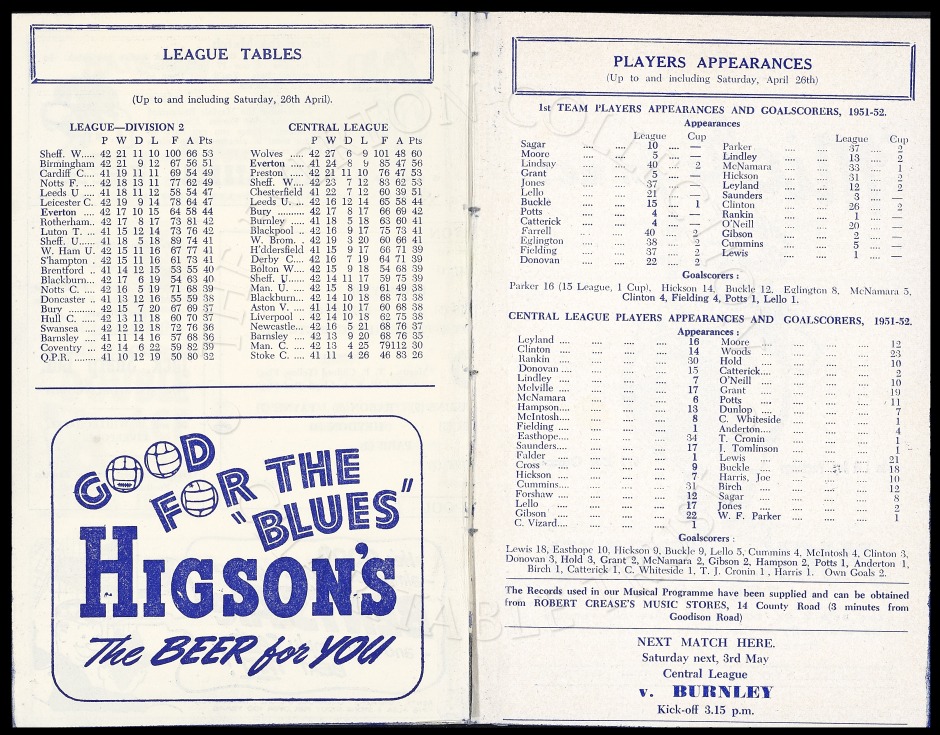 LEAGUE TABLES
(Up to and including Saturday, 26th April).
LEAGUE—DIVISION 2
P W D L F A Pts
Sheff. W..... 42 21 11 10 100 66 53
Birmingham 42 21 9 12 67 56 51
Cardiff C.... 41 19 11 11 69 54 49
Notts F. .... 42 18 13 11 77 62 49
Leeds U .... 41 18 11 12 58 54 47
Leicester C. 42 19 9 14 78 64 47
Everton .... 42 17 10 15 64 58 44
Rotherham.. 42 17 8 17 73 81 42
Luton T. .... 41 15 12 14 73 76 42
Sheff. U...... 41 18 5 18 89 74 41
W. Ham U. 42 15 11 16 67 77 41
S'hampton . 42 15 11 16 61 73 41
Brentford .. 41 14 12 15 53 55 40
Blackburn... 42 17 6 19 54 63 40
Notts C. .... 42 16 5 19 71 68 39
Doncaster .. 41 13 12 16 55 59 38
Bury ......... 42 15 7 20 67 69 37
Hull C. ...... 42 13 11 18 60 70 37
Swansea .... 42 12 12 18 72 76 36
Barnsley .... 41 11 14 16 57 68 36
Coventry ... 42 14 6 22 59 82 39
Q.P.R. ....... 41 10 12 19 50 80 32
CENTRAL LEAGUE
P W D L F A Pts
Wolves .... 42 27 6 9 101 48 60
Everton .... 41 24 8 9 85 47 56
Preston ..... 42 21 11 10 76 47 53
Sheff. W.... 42 23 7 12 83 62 53
Chesterfield 41 22 7 12 60 39 51
Leeds U. ... 42 16 12 14 65 58 44
Bury ........ 42 17 8 17 66 69 42
Burnley .... 41 18 5 18 63 60 41
Blackpool .. 42 16 9 17 75 73 41
W. Brom. . 42 19 3 20 60 66 41
H'ddersfield 41 15 9 17 66 71 39
Derby C.... 42 16 7 19 64 71 39
Bolton W... 42 15 9 18 54 68 39
Sheff. U.... 42 14 11 17 59 75 39
Man. U. ... 42 15 8 19 61 49 38
Blackburn... 42 14 10 18 68 73 38
Aston V. ... 41 14 10 17 60 68 38
Liverpool .. 42 14 10 18 62 75 38
Newcastle... 42 16 5 21 68 76 37
Barnsley ... 42 13 9 20 68 76 35
Man. C. ... 42 13 4 25 79 112 30
Stoke C. ... 41 11 4 26 46 83 26
GOOD
FOR THE
"BLUES"
HIGSON'S
The BEER for YOU
PLAYERS APPEARANCES
(Up to and including Saturday, April 26th)
1st TEAM PLAYERS APPEARANCES AND GOALSCORERS, 1951-52.
Appearances
League Cup
Sagar .... .... 10 .... —
Moore .... .... 5 .... —
Lindsay .... .... 40 .... 2
Grant .... .... 5 .... —
Jones .... .... 37 .... —
Lello .... .... 21 .... —
Buckle .... .... 15 .... 1
Potts .... .... 4 .... —
Catterick .... .... 4 .... —
Farrell .... .... 40 .... 2
Eglington .... .... 38 .... 2
Fielding .... .... 37 .... 2
Donovan .... .... 22 .... 2
League Cup
Parker .... .... 37 .... 2
Lindley .... .... 13 .... 2
McNamara .... .... 33 .... 1
Hickson .... .... 31 .... 2
Leyland .... .... 12 .... 2
Saunders .... .... 3 .... —
Clinton .... .... 26 .... 2
Rankin .... .... 1 .... —
O'Neill .... .... 20 .... —
Gibson .... .... 2 .... —
Cummins .... .... 5 .... —
Lewis .... .... 1 .... —
Goalscorers :
Parker 16 (15 League, 1 Cup), Hickson 14, Buckle 12, Eglington 8, McNamara 5,
Clinton 4, Fielding 4, Potts 1, Lello 1.
CENTRAL LEAGUE PLAYERS APPEARANCES AND GOALSCORERS, 1951-52.
Appearances :
Leyland .... .... .... 16
Clinton .... .... .... 14
Rankin .... .... .... 30
Donovan .... .... .... 15
Lindley .... .... .... 7
Melville .... .... .... 17
McNamara .... .... 6
Hampson.... .... .... 13
McIntosh.... .... .... 8
Fielding .... .... .... 1
Easthope.... .... .... 34
Saunders.... .... .... 17
Falder .... .... .... 1
Cross .... .... .... 9
Hickson .... .... .... 7
Cummins.... .... .... 31
Forshaw .... .... .... 12
Lello .... .... .... 17
Gibson .... .... .... 22
C. Vizard.... .... .... 1
Moore .... .... .... 12
Woods .... .... .... 23
Hold .... .... .... 10
Catterick.... .... .... 2
O'Neill .... .... .... 10
Grant .... .... .... 19
Potts .... .... .... 11
Dunlop .... .... .... 7
C. Whiteside .... .... 1
Anderton.... .... .... 4
T. Cronin .... .... 1
J. Tomlinson .... .... 1
Lewis .... .... .... 21
Buckle .... .... .... 18
Harris, Joe .... .... 10
Birch .... .... .... 12
Sagar .... .... .... 8
Jones .... .... .... 2
W. F. Parker .... .... 1
Goalscorers :
Lewis 18, Easthope 10, Hickson 9, Buckle 9, Lello 5, Cummins 4, McIntosh 4, Clinton 3,
Donovan 3, Hold 3, Grant 2, McNamara 2, Gibson 2, Hampson 2, Potts 1, Anderton 1,
Birch 1, Catterick 1, C. Whiteside 1, T. J. Cronin 1, Harris 1. Own Goals 2.
The Records used in our Musical Programme have been supplied and can be obtained
from ROBERT CREASE'S MUSIC STORES, 14 County Road (3 minutes from
Goodison Road)
NEXT MATCH HERE.
Saturday next, 3rd May
Central League
v. BURNLEY
Kick-off 3.15 p.m.